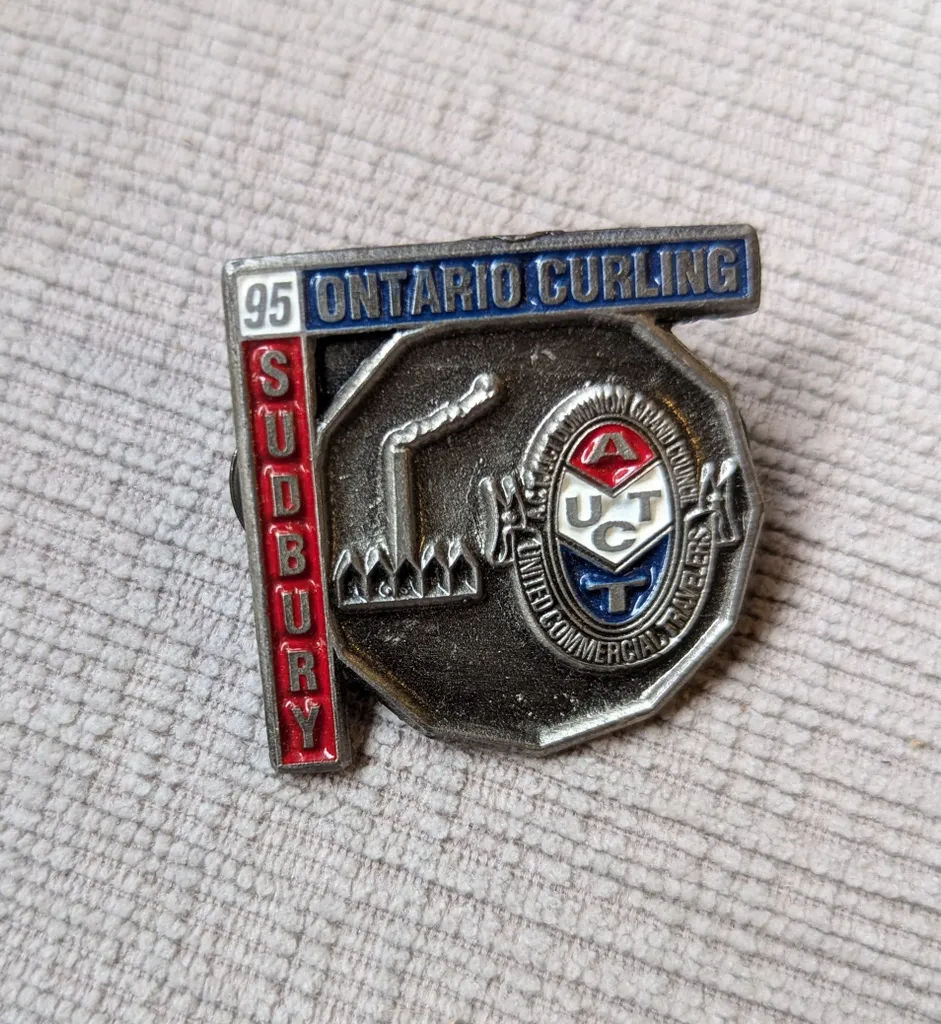 95 ONTARIO CURLING
SUDBURY
DOMINION GRAND COUNCIL
A
UCT
T
UNITED COMMERCIAL TRAVELERS